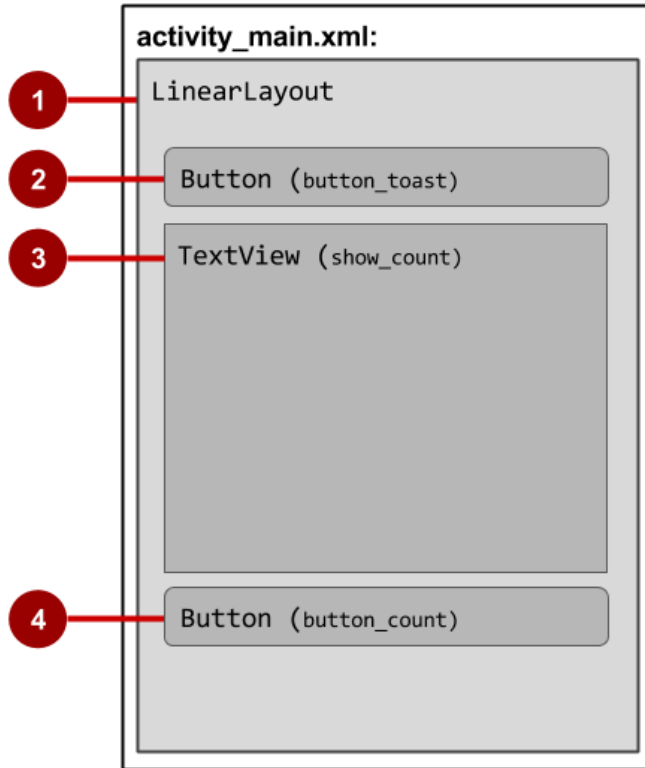 activity_main.xml:
1
LinearLayout
2
Button (button_toast)
3
TextView (show_count)
4
Button (button_count)